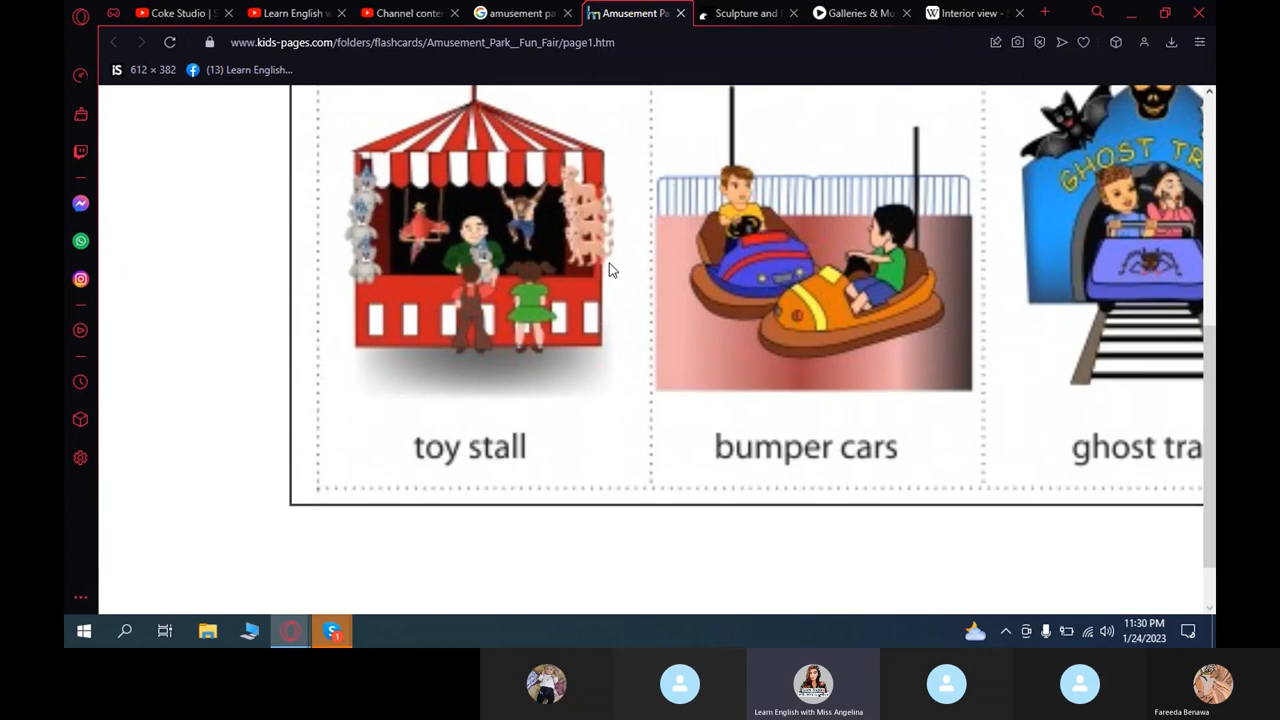 Coke Studio | S
Learn English v
Channel conte
amusement pa
Amusement Pa
Sculpture and
Galleries & Mu
Interior view - S
www.kids-pages.com/folders/flashcards/Amusement_Park__Fun_Fair/page1.htm
iS 612 × 382 (13) Learn English...
GHOST TR
toy stall
bumper cars
ghost tra
11:30 PM
1/24/2023
Learn English with Miss Angelina
Fareeda Benawa